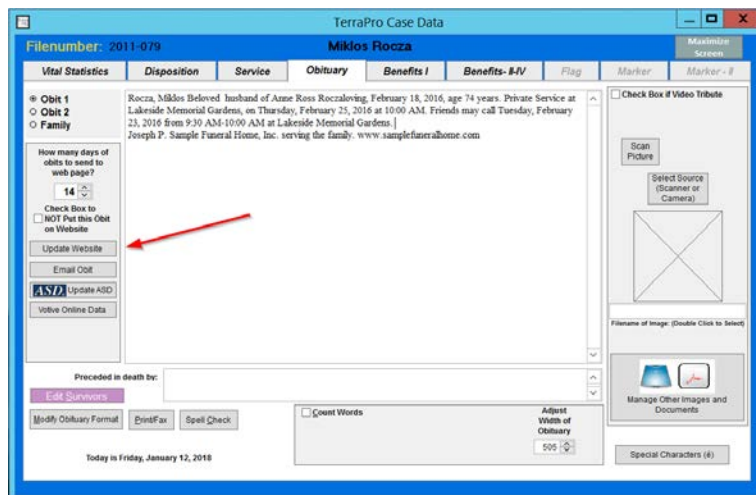 TerraPro Case Data
Filenumber: 2011-079
Miklos Rocza
Maximize
Screen
Vital Statistics
Disposition
Service
Obituary
Benefits I
Benefits- II-IV
Flag
Marker
Marker - II
Obit 1
Obit 2
Family
Rocza, Miklos Beloved husband of Anne Ross Roczaloving, February 18, 2016, age 74 years. Private Service at
Lakeside Memorial Gardens, on Thursday, February 25, 2016 at 10:00 AM. Friends may call Tuesday, February
23, 2016 from 9:30 AM-10:00 AM at Lakeside Memorial Gardens.
Joseph P. Sample Funeral Home, Inc. serving the family. www.samplefuneralhome.com
How many days of
obits to send to
web page?
14
Check Box to
NOT Put this Obit
on Website
Update Website
Email Obit
ASD Update ASD
Votive Online Data
Check Box if Video Tribute
Scan
Picture
Select Source
(Scanner or
Camera)
Filename of Image: (Double Click to Select)
Manage Other Images and
Documents
Special Characters (é)
Preceded in death by:
Edit Survivors
Modify Obituary Format
Print/Fax
Spell Check
Count Words
Adjust
Width of
Obituary
505
Today is Friday, January 12, 2018